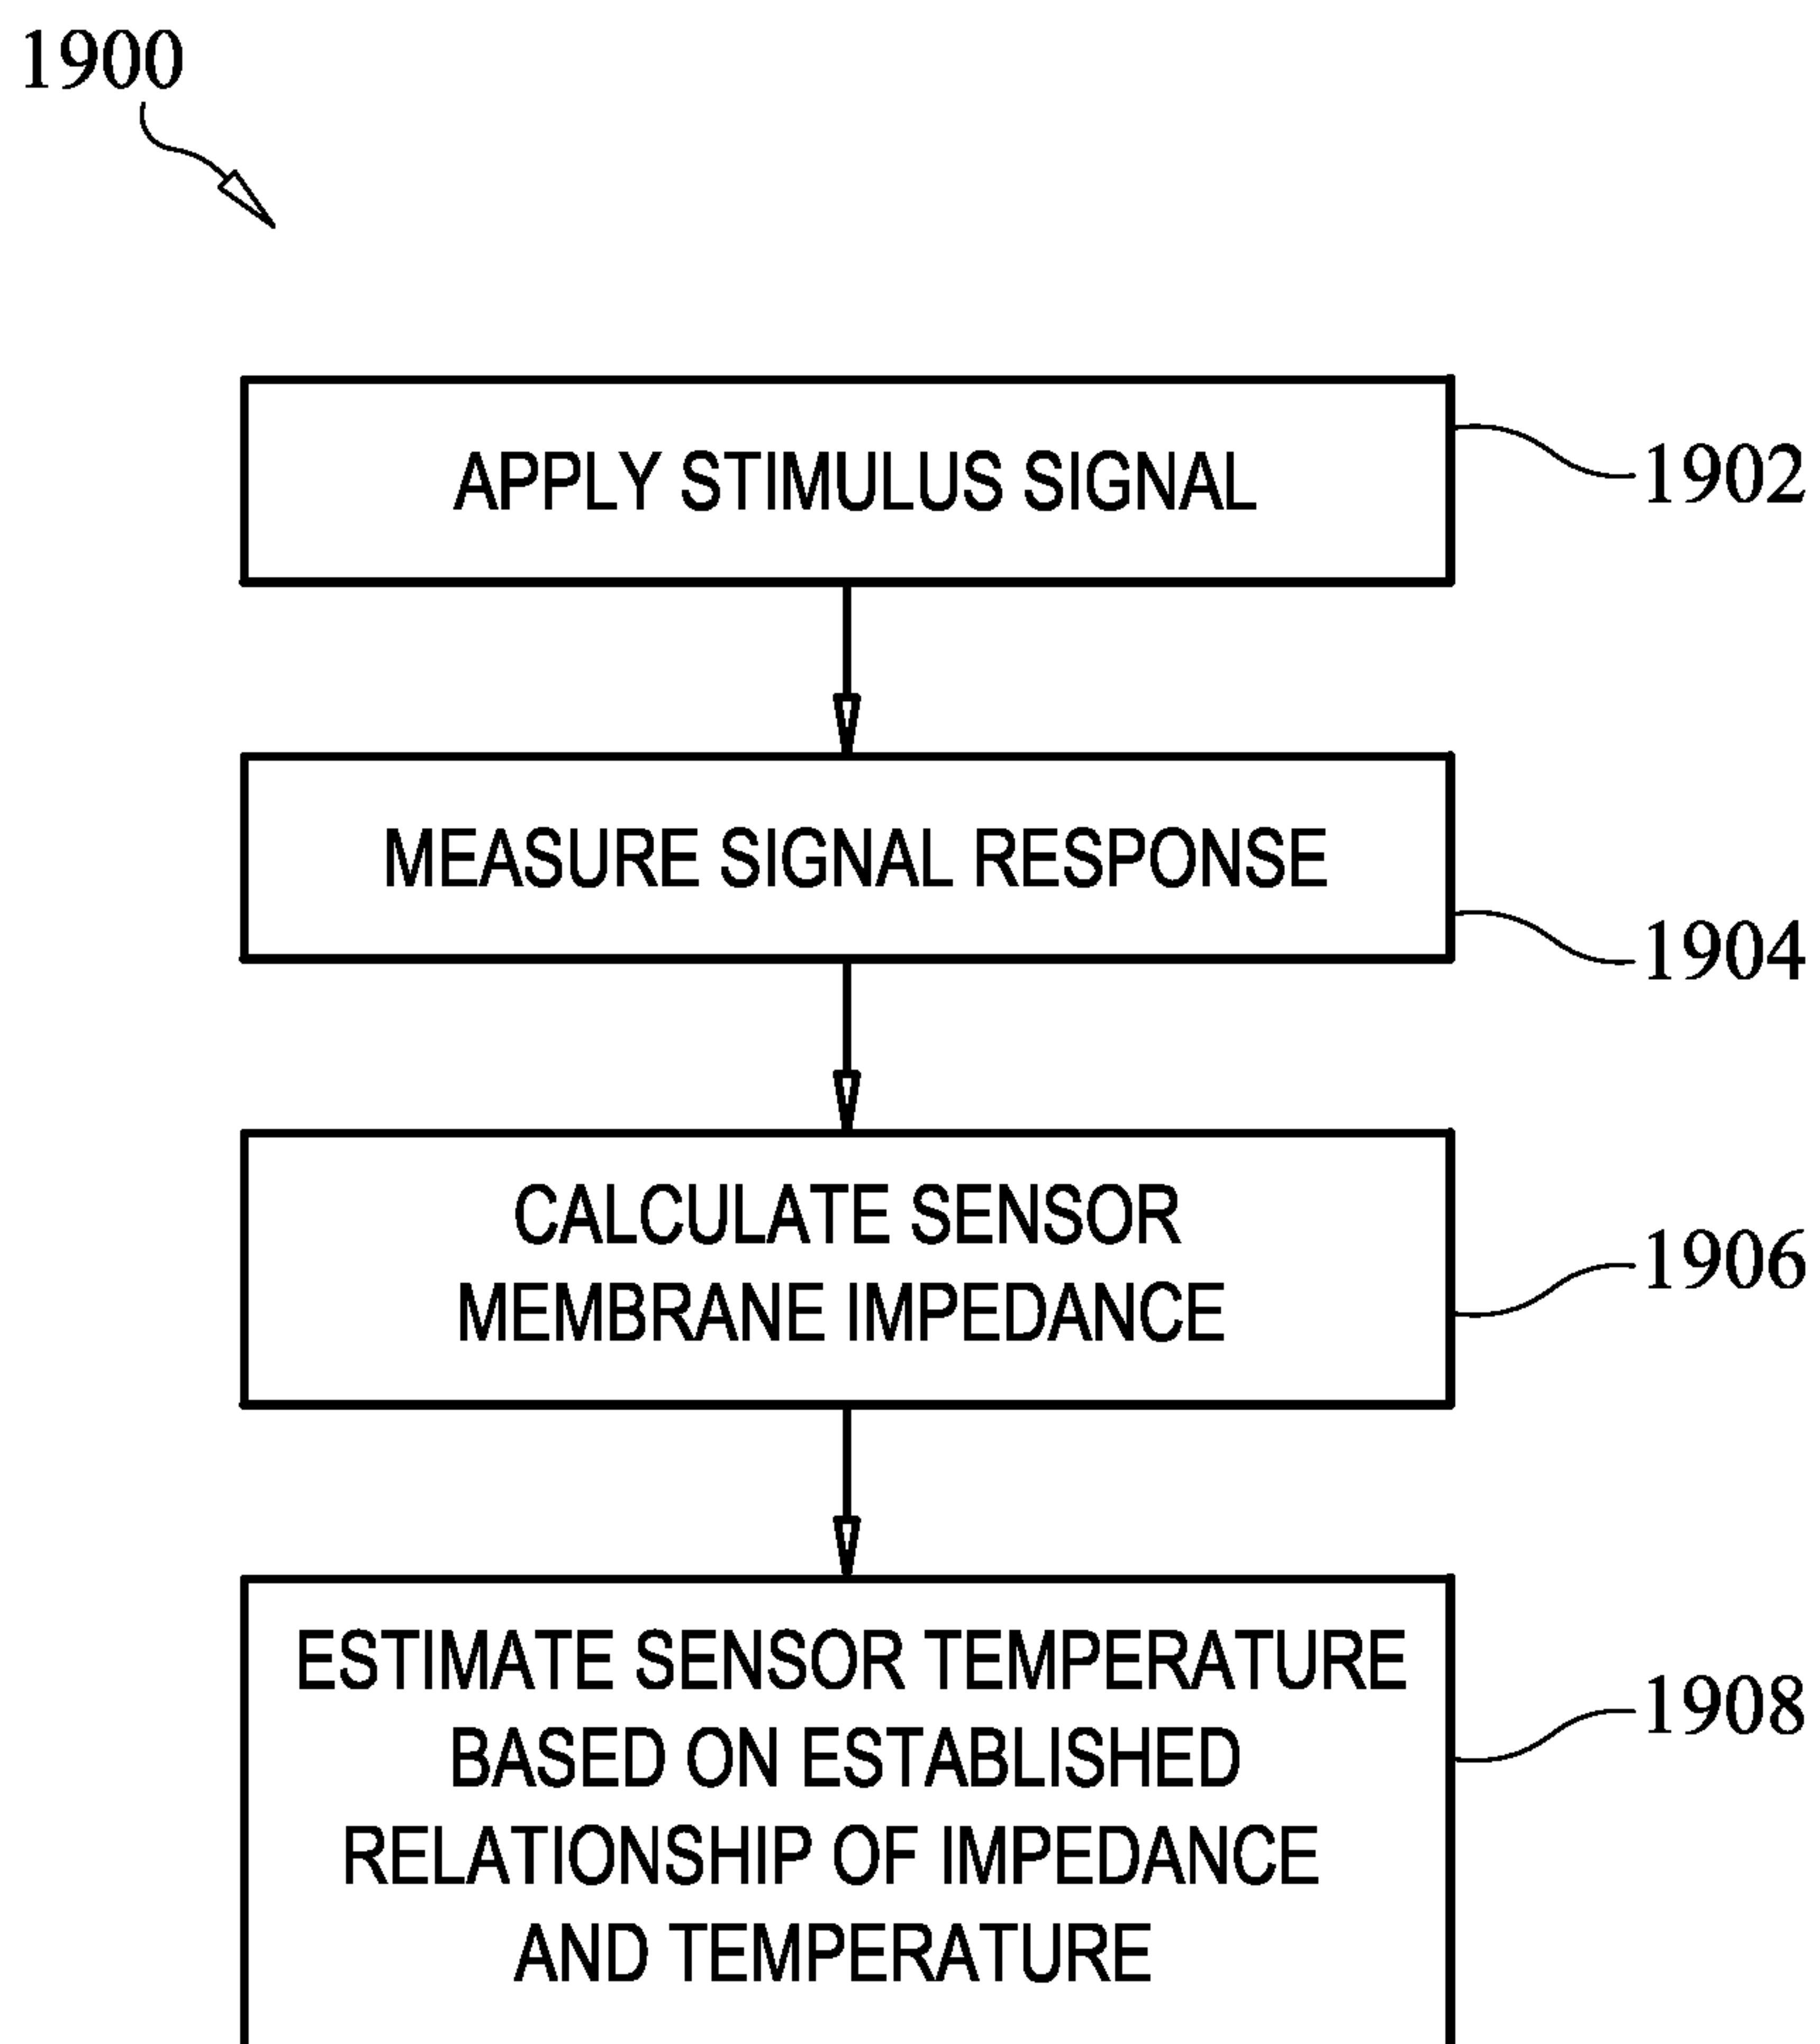 1900
APPLY STIMULUS SIGNAL
1902
MEASURE SIGNAL RESPONSE
1904
CALCULATE SENSOR
MEMBRANE IMPEDANCE
1906
ESTIMATE SENSOR TEMPERATURE
BASED ON ESTABLISHED
RELATIONSHIP OF IMPEDANCE
AND TEMPERATURE
1908